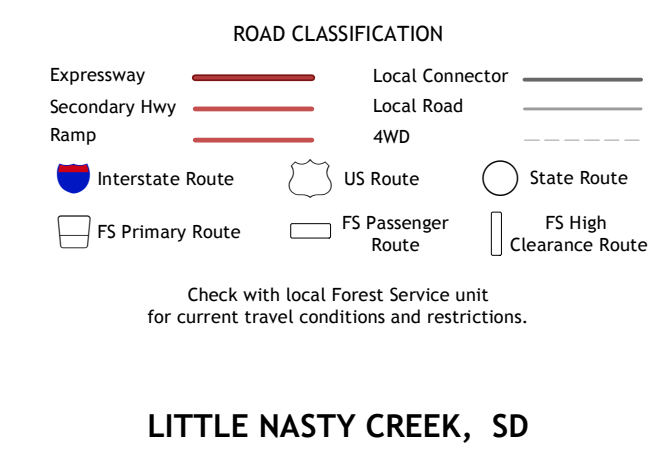 ROAD CLASSIFICATION
Expressway
Local Connector
Secondary Hwy
Local Road
Ramp
4WD
Interstate Route
US Route
State Route
FS Primary Route
FS Passenger
Route
FS High
Clearance Route
Check with local Forest Service unit
for current travel conditions and restrictions.
LITTLE NASTY CREEK, SD